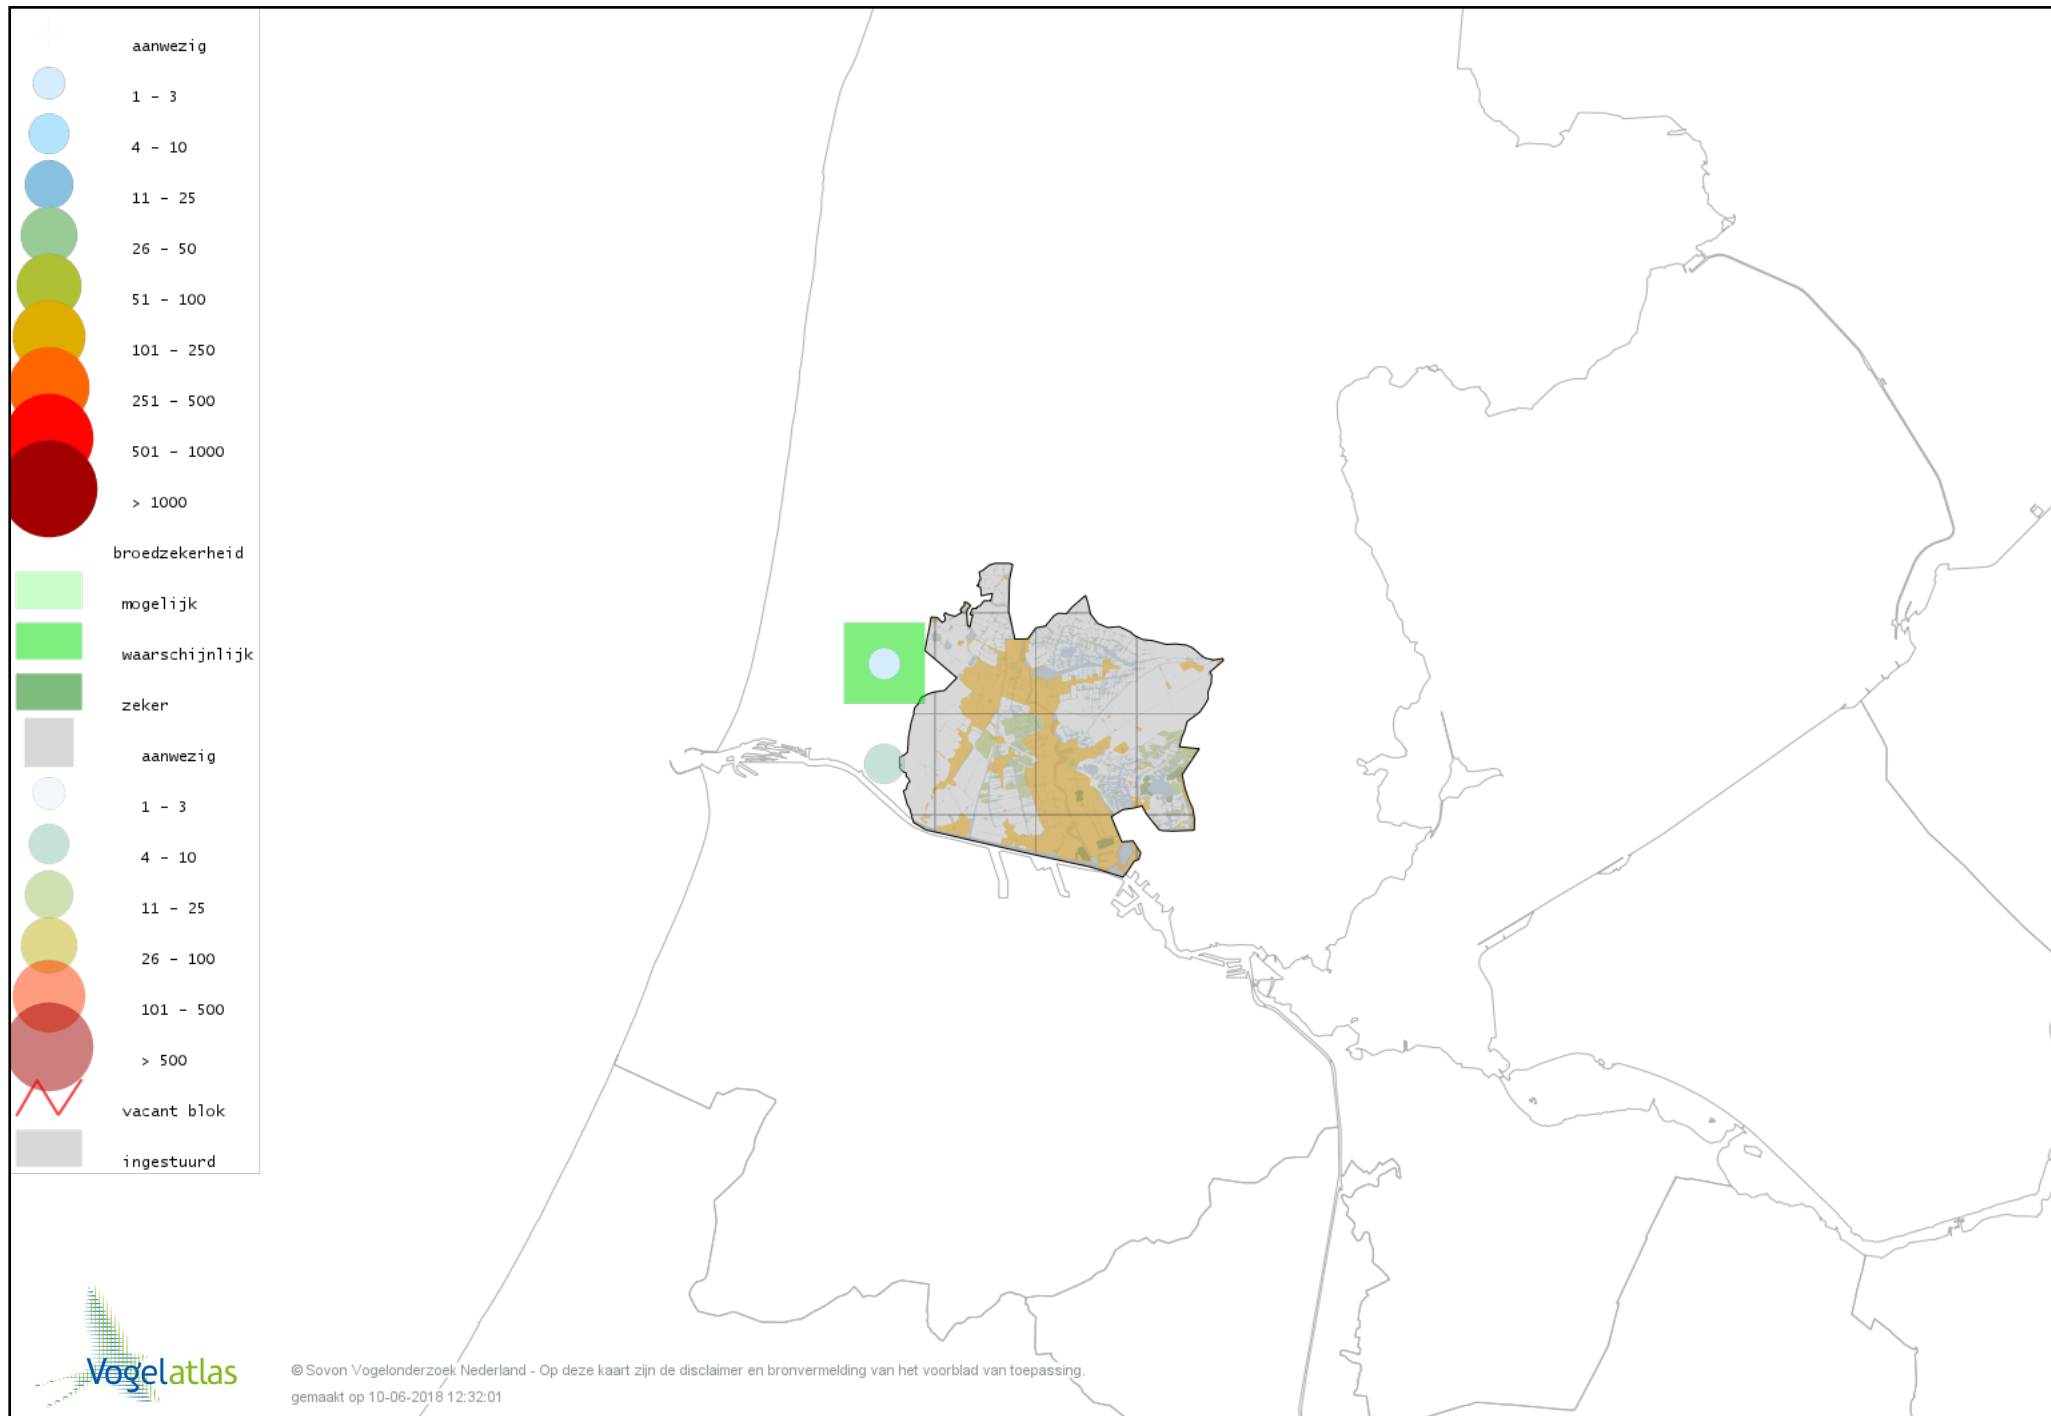 aanwezig
1 - 3
4 - 10
11 - 25
26 - 50
51 - 100
101 - 250
251 - 500
501 - 1000
> 1000
broedzekerheid
mogelijk
waarschijnlijk
zeker
aanwezig
1 - 3
4 - 10
11 - 25
26 - 100
101 - 500
> 500
vacant blok
ingestuurd
Vogelatlas
© Sovon Vogelonderzoek Nederland - Op deze kaart zijn de disclaimer en bronvermelding van het voorblad van toepassing.
gemaakt op 10-06-2018 12:32:01